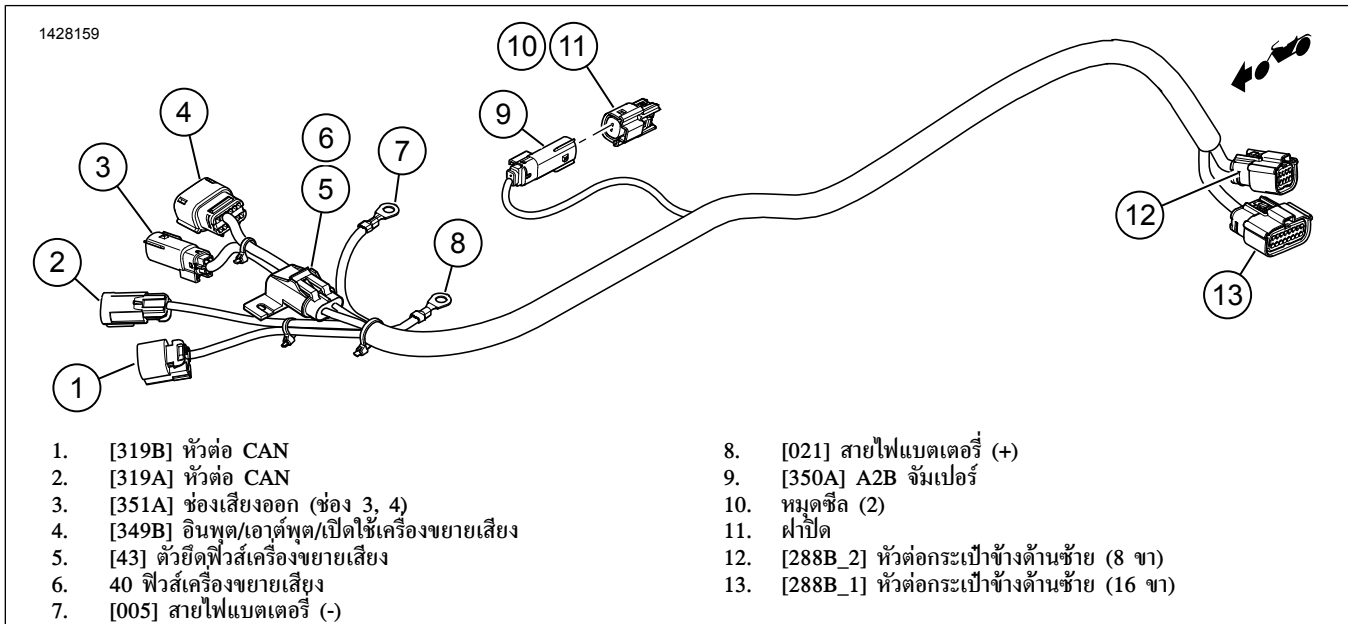 1428159
10
11
4
9
6
7
3
5
8
12
2
13
1
1. [319B] หัวต่อ CAN
2. [319A] หัวต่อ CAN
3. [351A] ช่องเสียงออก (ช่อง 3, 4)
4. [349B] อินพุต/เอาต์พุต/เปิดใช้เครื่องขยายเสียง
5. [43] ตัวยึดฟิวส์เครื่องขยายเสียง
6. 40 ฟิวส์เครื่องขยายเสียง
7. [005] สายไฟแบตเตอรี่ (-)
8. [021] สายไฟแบตเตอรี่ (+)
9. [350A] A2B จัมเปอร์
10. หมุดซีล (2)
11. ฝาปิด
12. [288B_2] หัวต่อกระเป๋าข้างด้านซ้าย (8 ขา)
13. [288B_1] หัวต่อกระเป๋าข้างด้านซ้าย (16 ขา)